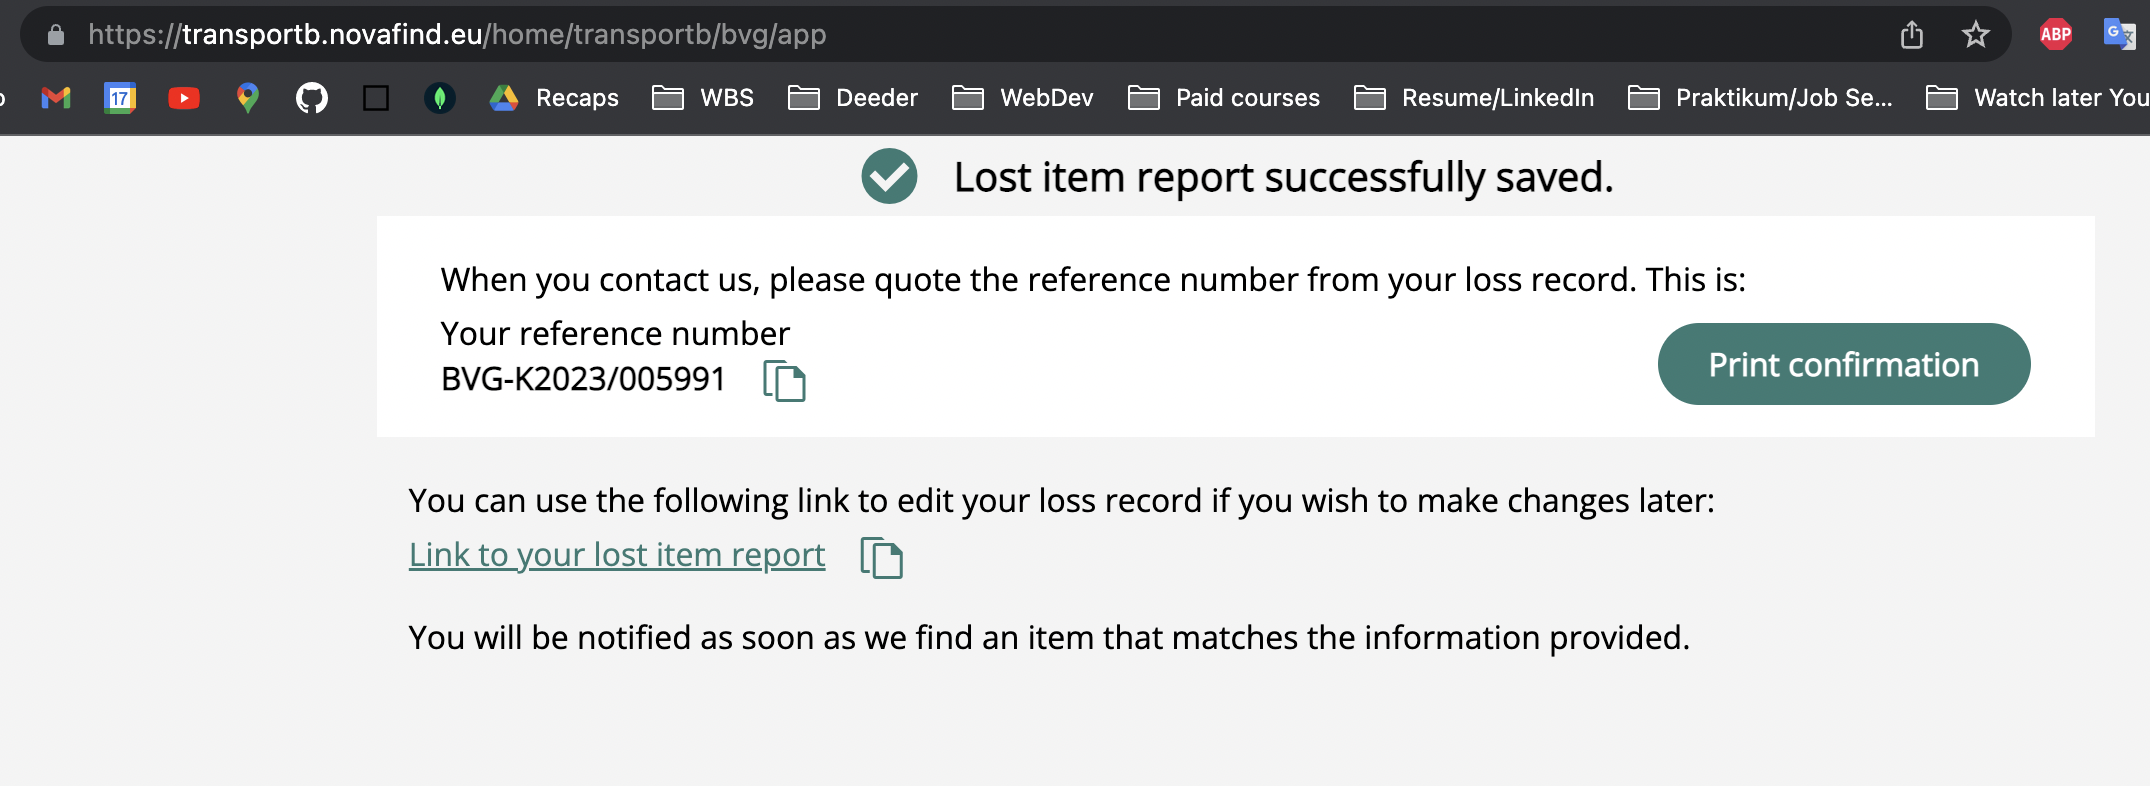 https://transportb.novafind.eu/home/transportb/bvg/app
ABP
G
17
Recaps
WBS
Deeder
WebDev
Paid courses
Resume/LinkedIn
Praktikum/Job Se...
Watch later You
Lost item report successfully saved.
When you contact us, please quote the reference number from your loss record. This is:
Your reference number
BVG-K2023/005991
Print confirmation
You can use the following link to edit your loss record if you wish to make changes later:
Link to your lost item report
You will be notified as soon as we find an item that matches the information provided.